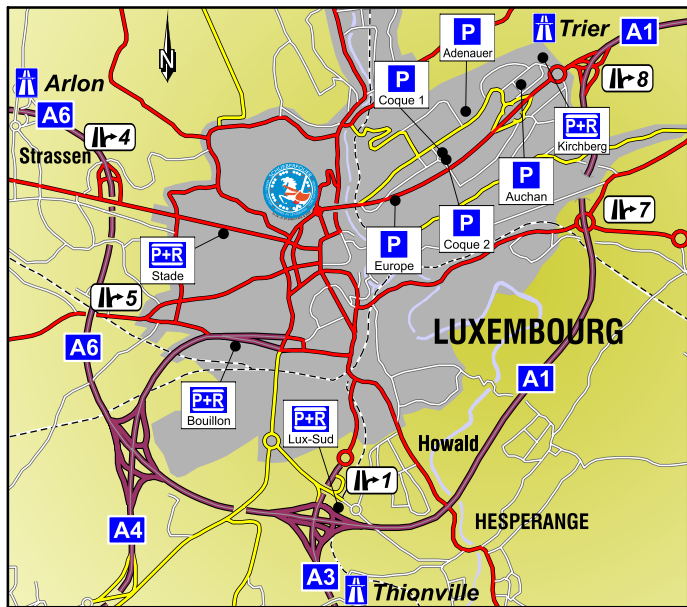 Trier
A1
Arlon
N
P
Adenauer
8
P
Coque 1
A6
P+R
Kirchberg
4
Strassen
P
Auchan
P
Europe
P
Coque 2
7
P+R
Stade
5
LUXEMBOURG
A6
A1
P+R
Bouillon
P+R
Lux-Sud
Howald
1
HESPERANGE
A4
A3
Thionville